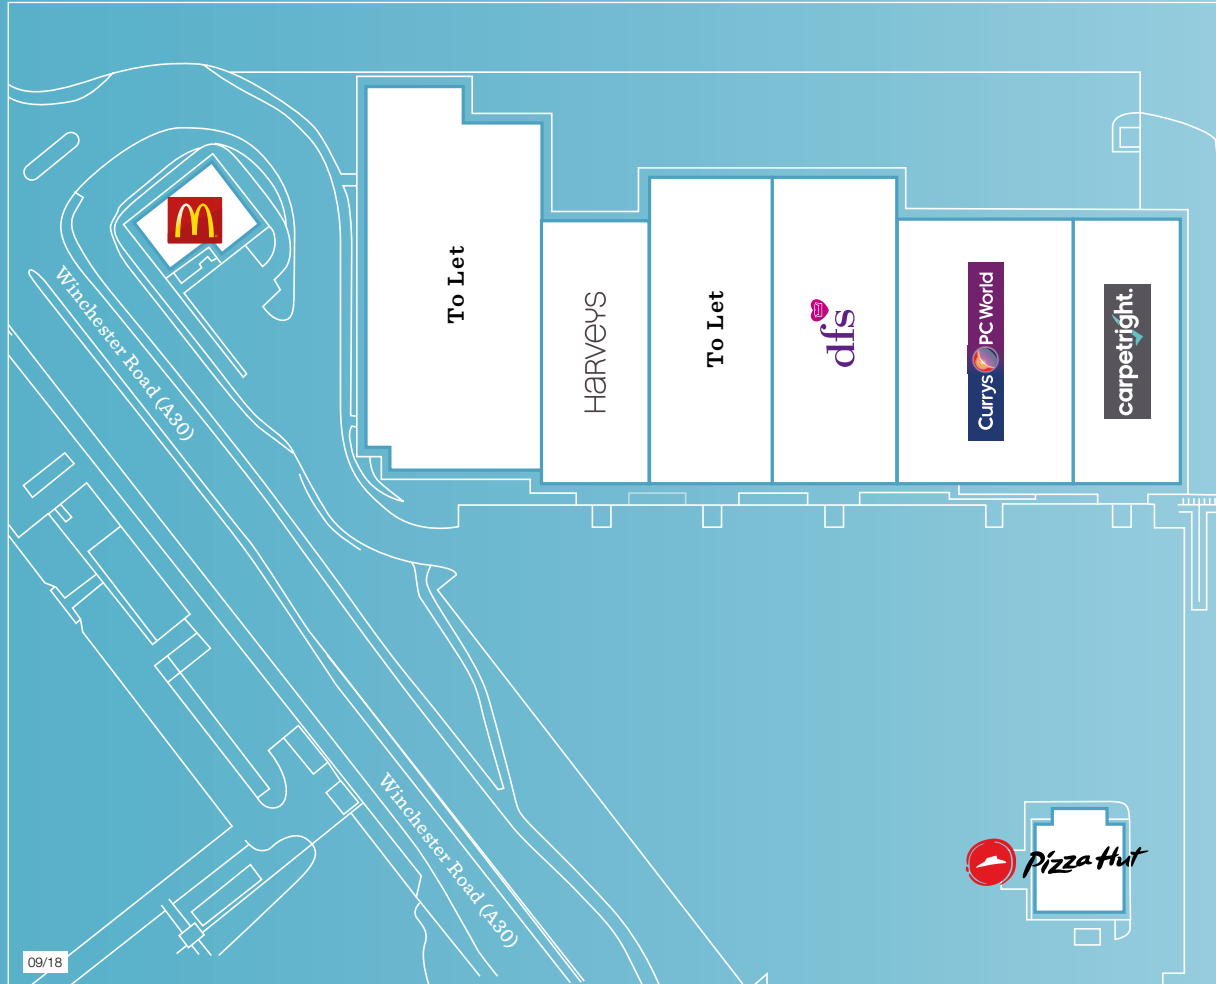 To Let
Harveys
To Let
dfs
Currys PC World
carpetright.
Winchester Road (A30)
Winchester Road (A30)
Pizza Hut
09/18